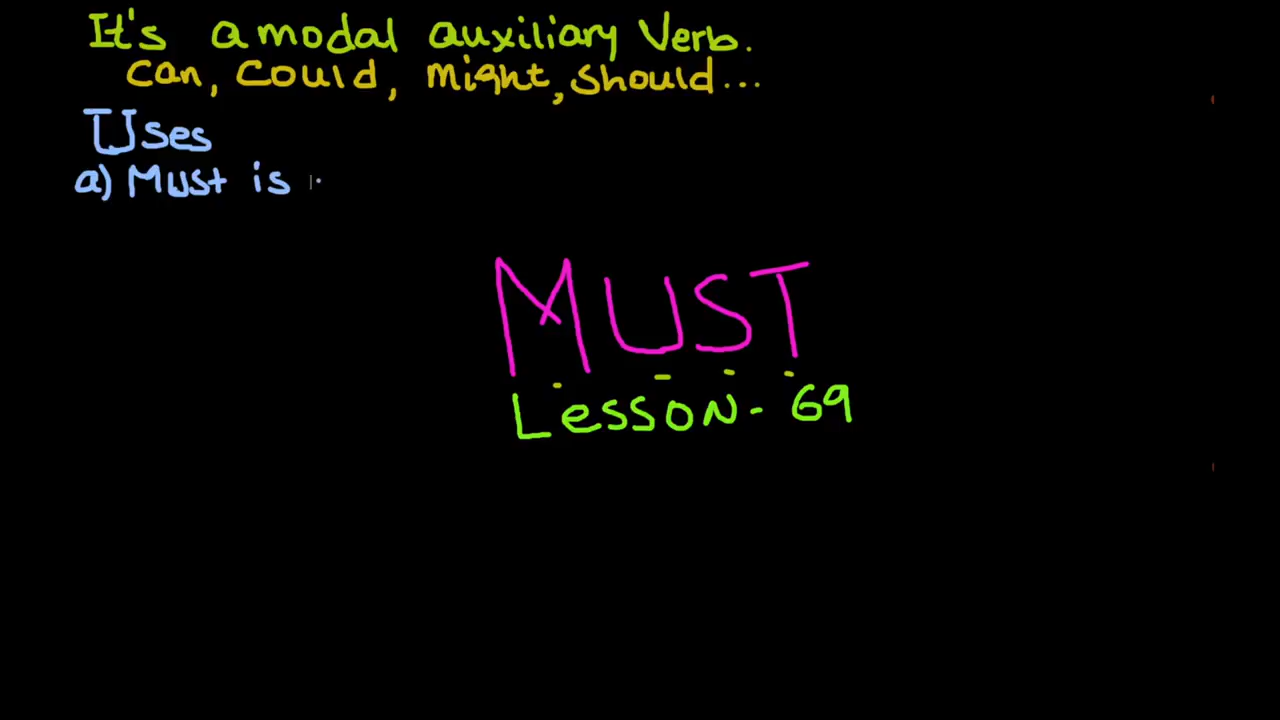 It's a modal auxiliary Verb.
can, could, might, should...
Uses
a) Must is
MUST
Lesson - 69